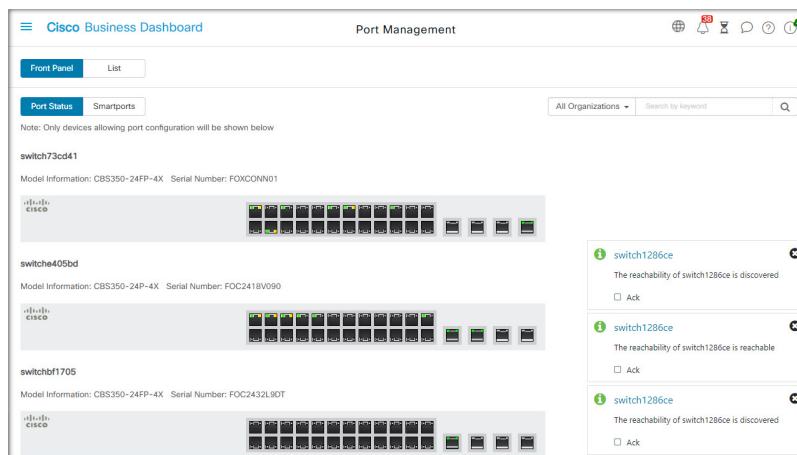 Cisco Business Dashboard
Port Management
38
Front Panel
List
Port Status
Smartports
All Organizations
Search by keyword
Note: Only devices allowing port configuration will be shown below
switch73cd41
Model Information: CBS350-24FP-4X Serial Number: FOXCONN01
CISCO
switche405bd
Model Information: CBS350-24P-4X Serial Number: FOC2418V090
CISCO
switchbf1705
Model Information: CBS350-24FP-4X Serial Number: FOC2432L9DT
CISCO
switch1286ce
The reachability of switch1286ce is discovered
Ack
switch1286ce
The reachability of switch1286ce is reachable
Ack
switch1286ce
The reachability of switch1286ce is discovered
Ack